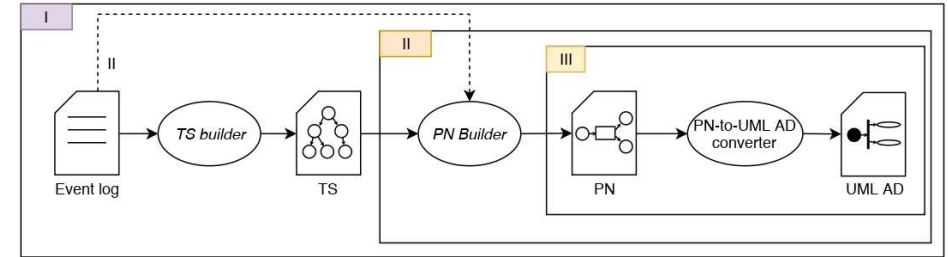 I
II
II
III
TS builder
PN Builder
PN-to-UML AD
converter
Event log
TS
PN
UML AD